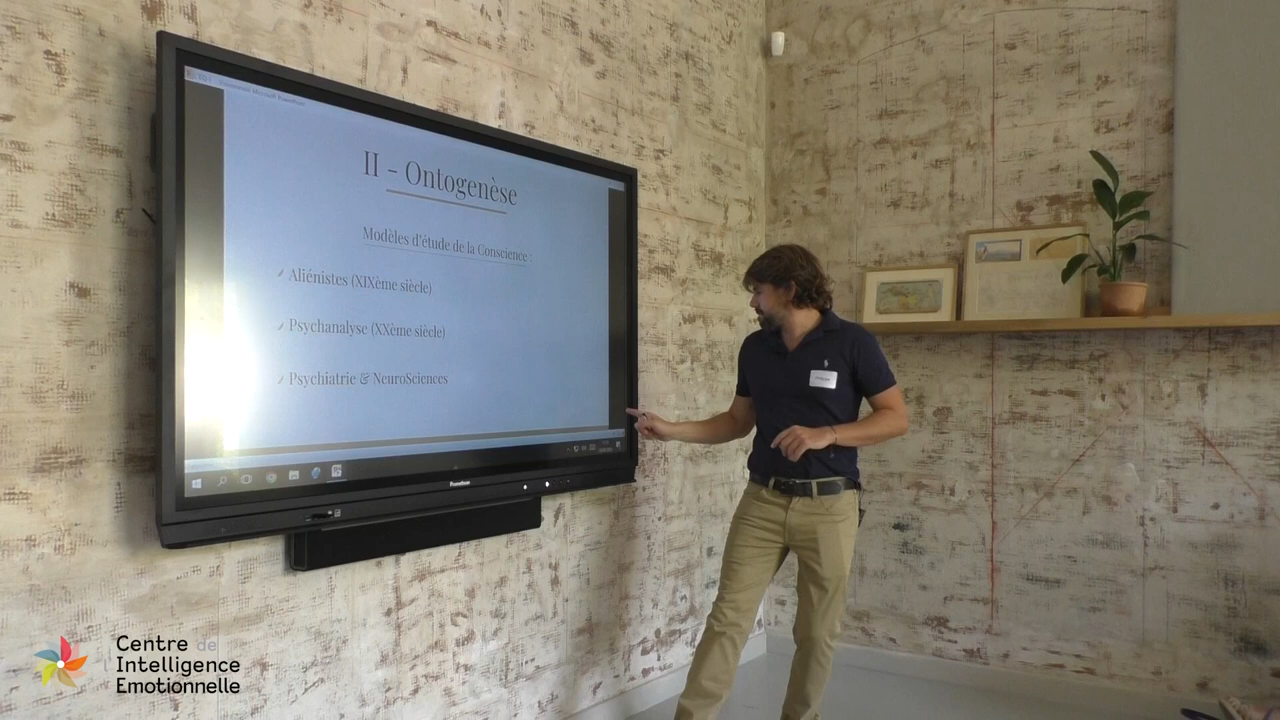 II - Ontogenèse
Modèles d'étude de la Conscience :
Aliénistes (XIXème siècle)
Psychanalyse (XXème siècle)
Psychiatrie & NeuroSciences
Promethean
Centre de
l'Intelligence
Emotionnelle